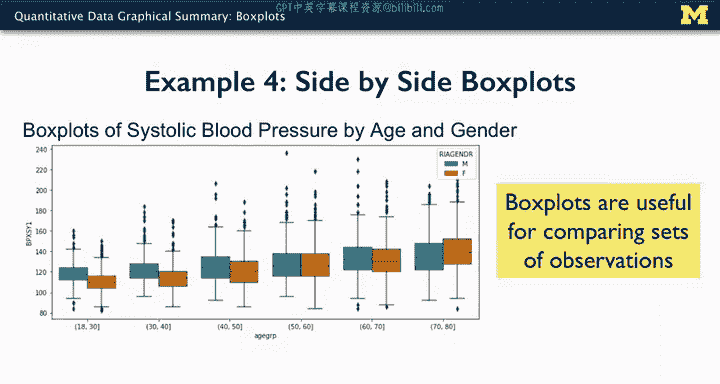 Quantitative Data Graphical Summary: Boxplots
GPT中英字幕课程资源@bilibili.com
M
Example 4: Side by Side Boxplots
Boxplots of Systolic Blood Pressure by Age and Gender
240
220
200
180
160
140
120
100
80
BPXSY1
RIAGENDR
M
F
(18, 30]
(30, 40]
(40, 50]
(50, 60]
(60, 70]
(70, 80]
agegrp
Boxplots are useful
for comparing sets
of observations